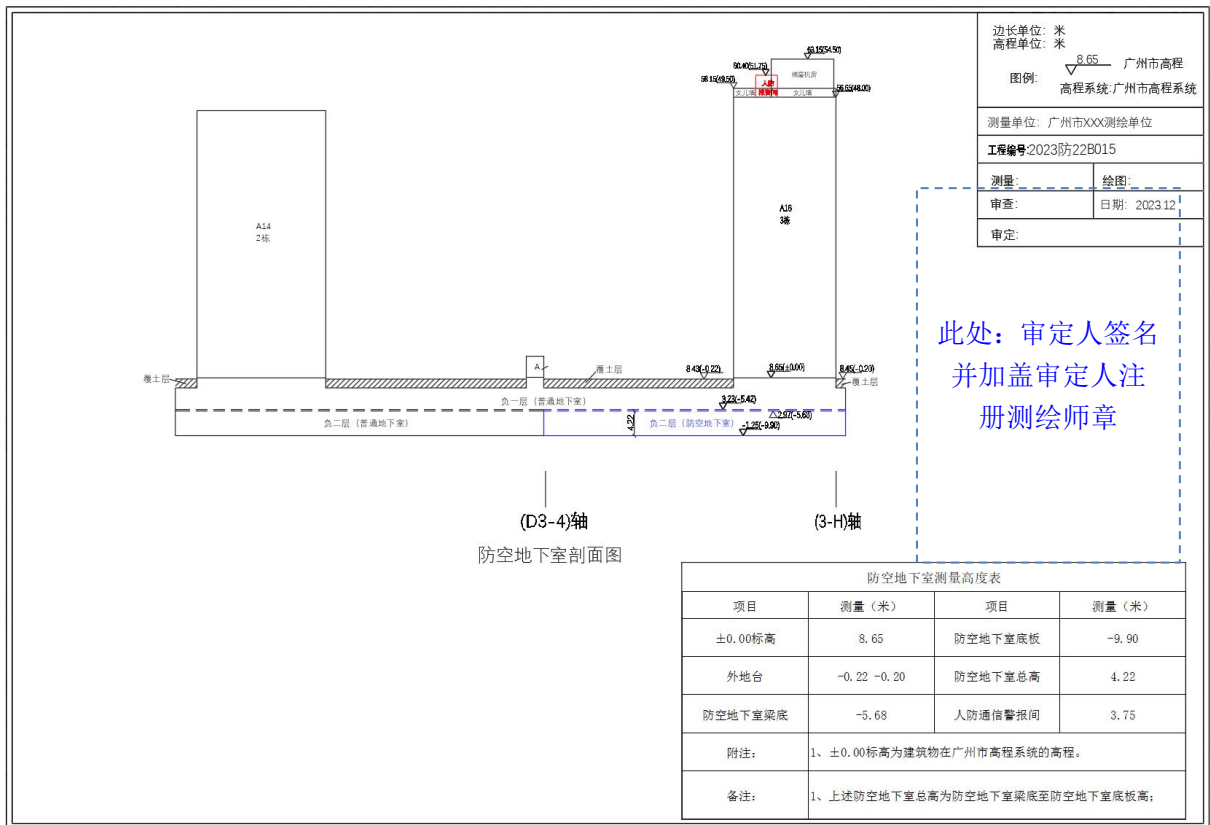 边长单位: 米
高程单位: 米
图例:
8.65
广州市高程
高程系统:广州市高程系统
测量单位: 广州市XXX测绘单位
工程编号:2023防22B015
测量:
绘图:
审查:
日期: 2023.12
审定:
63.15(54.50)
60.40(51.75)
梯屋机房
人防
58.15(49.50)
女儿墙
报警间
女儿墙
56.65(48.00)
A14
2栋
A16
3栋
此处：审定人签名
并加盖审定人注
册测绘师章
A
覆土层
覆土层
8.43(-0.22)
8.65(±0.00)
8.45(-0.20)
覆土层
负一层（普通地下室）
3.23(-5.42)
负二层（普通地下室）
4.22
负二层（防空地下室）
2.97(-5.68)
-1.25(-9.90)
(D3-4)轴
(3-H)轴
防空地下室剖面图
防空地下室测量高度表
项目 测量（米） 项目 测量（米）
±0.00标高 8.65 防空地下室底板 -9.90
外地台 -0.22 -0.20 防空地下室总高 4.22
防空地下室梁底 -5.68 人防通信警报间 3.75
附注: 1、±0.00标高为建筑物在广州市高程系统的高程。
备注: 1、上述防空地下室总高为防空地下室梁底至防空地下室底板高;